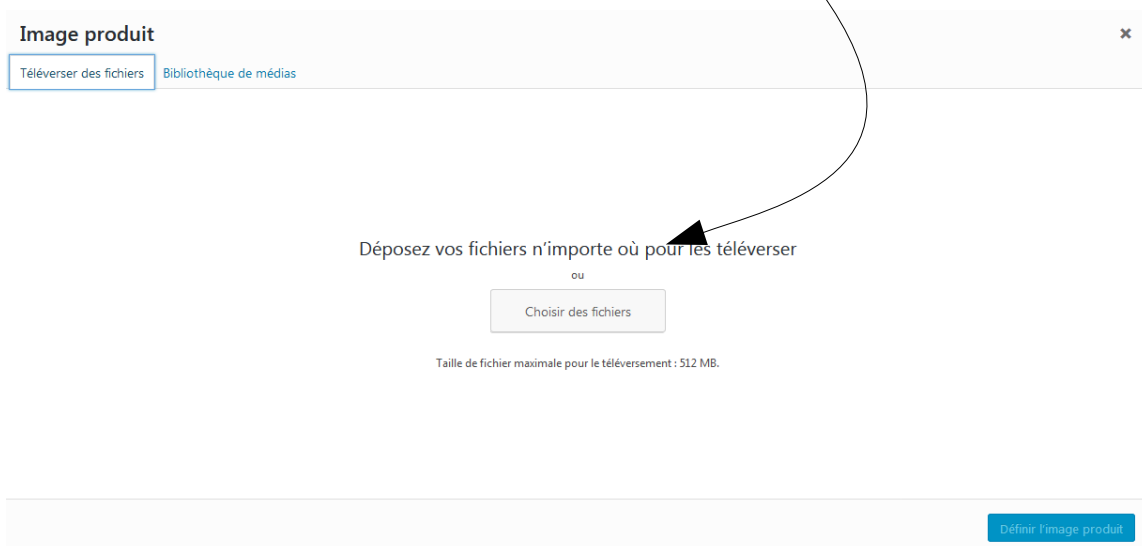 Image produit
Téléverser des fichiers
Bibliothèque de médias
Déposez vos fichiers n’importe où pour les téléverser
ou
Choisir des fichiers
Taille de fichier maximale pour le téléversement : 512 MB.
Définir l’image produit